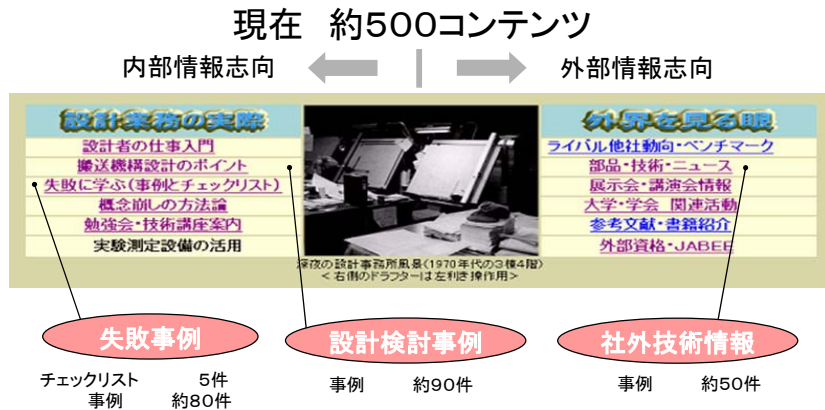 現在 約500コンテンツ
内部情報志向
外部情報志向
設計業務の実際
設計者の仕事入門
搬送機構設計のポイント
失敗に学ぶ(事例とチェックリスト)
概念崩しの方法論
勉強会・技術講座案内
実験測定設備の活用
深夜の設計事務所風景(1970年代の3棟4階)
<右側のドラフターは左利き操作用>
外界を見る眼
ライバル他社動向・ベンチマーク
部品・技術・ニュース
展示会・講演会情報
大学・学会 関連活動
参考文献・書籍紹介
外部資格・JABEE
失敗事例
チェックリスト 5件
事例 約80件
設計検討事例
事例 約90件
社外技術情報
事例 約50件